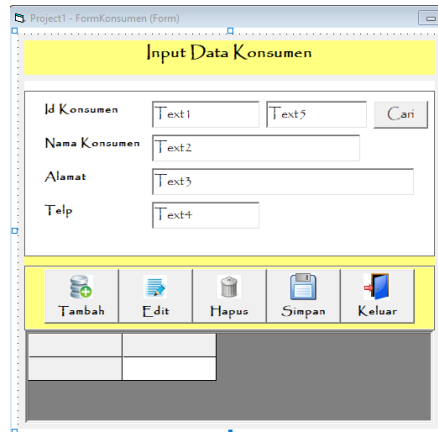 Project1 - FormKonsumen (Form)
Input Data Konsumen
Id Konsumen Text1 Text5 Cari
Nama Konsumen Text2
Alamat Text3
Telp Text4
Tambah Edit Hapus Simpan Keluar